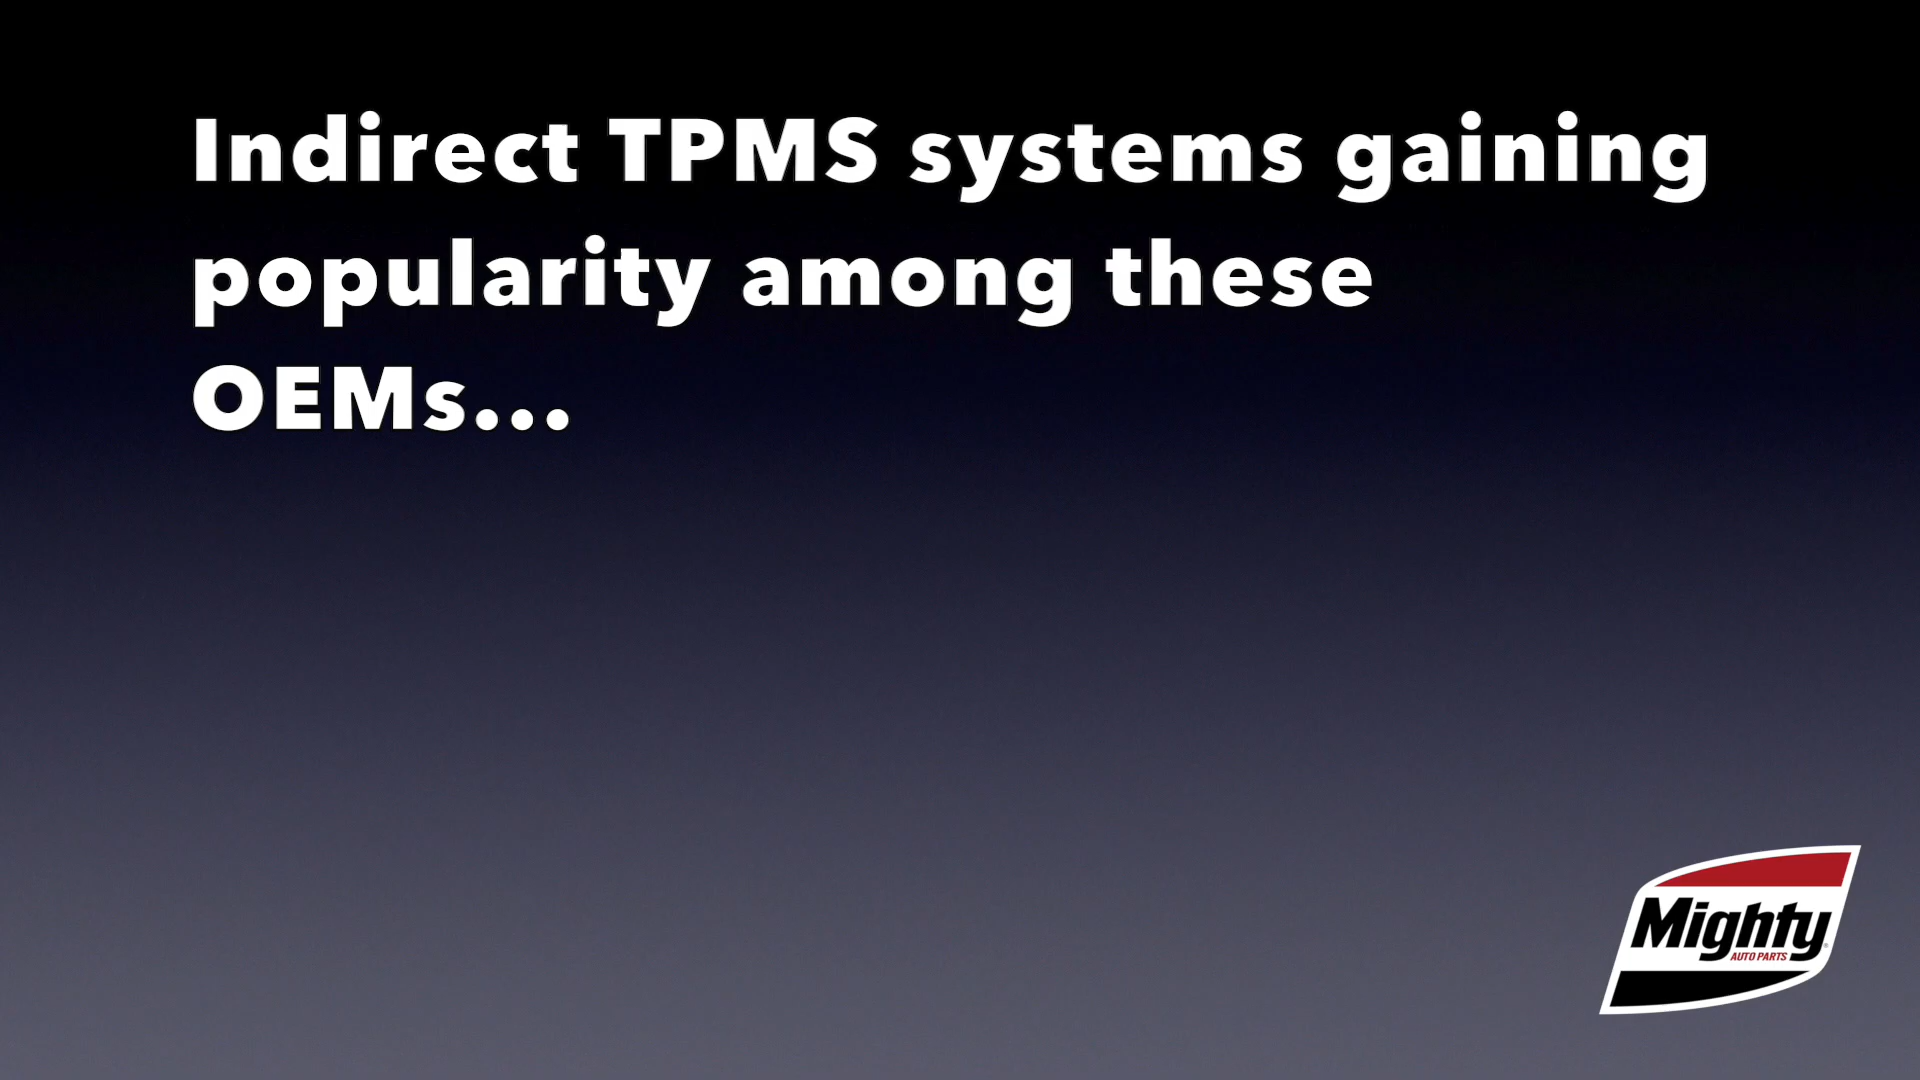 Indirect TPMS systems gaining
popularity among these
OEMs...
Mighty
AUTO PARTS